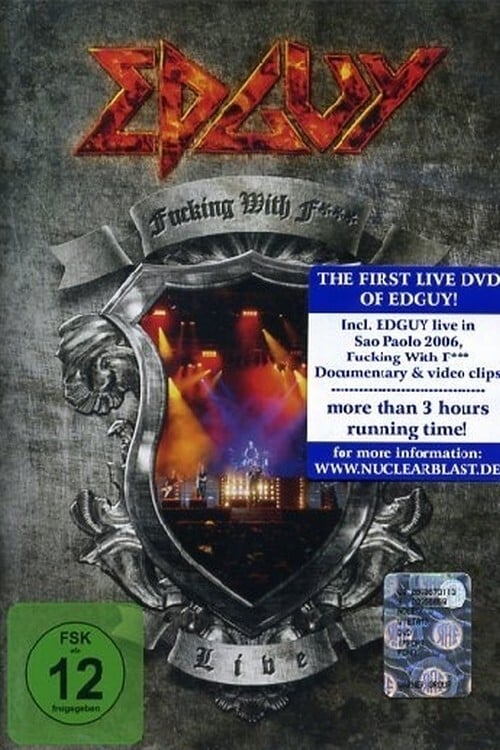 EDGUY
Fucking With F***
THE FIRST LIVE DVD
OF EDGUY!
Incl. EDGUY live in
Sao Paolo 2006,
Fucking With F***
Documentary & video clips
more than 3 hours
running time!
for more information:
WWW.NUCLEARBLAST.DE
Live
FSK
ab
12
freigegeben